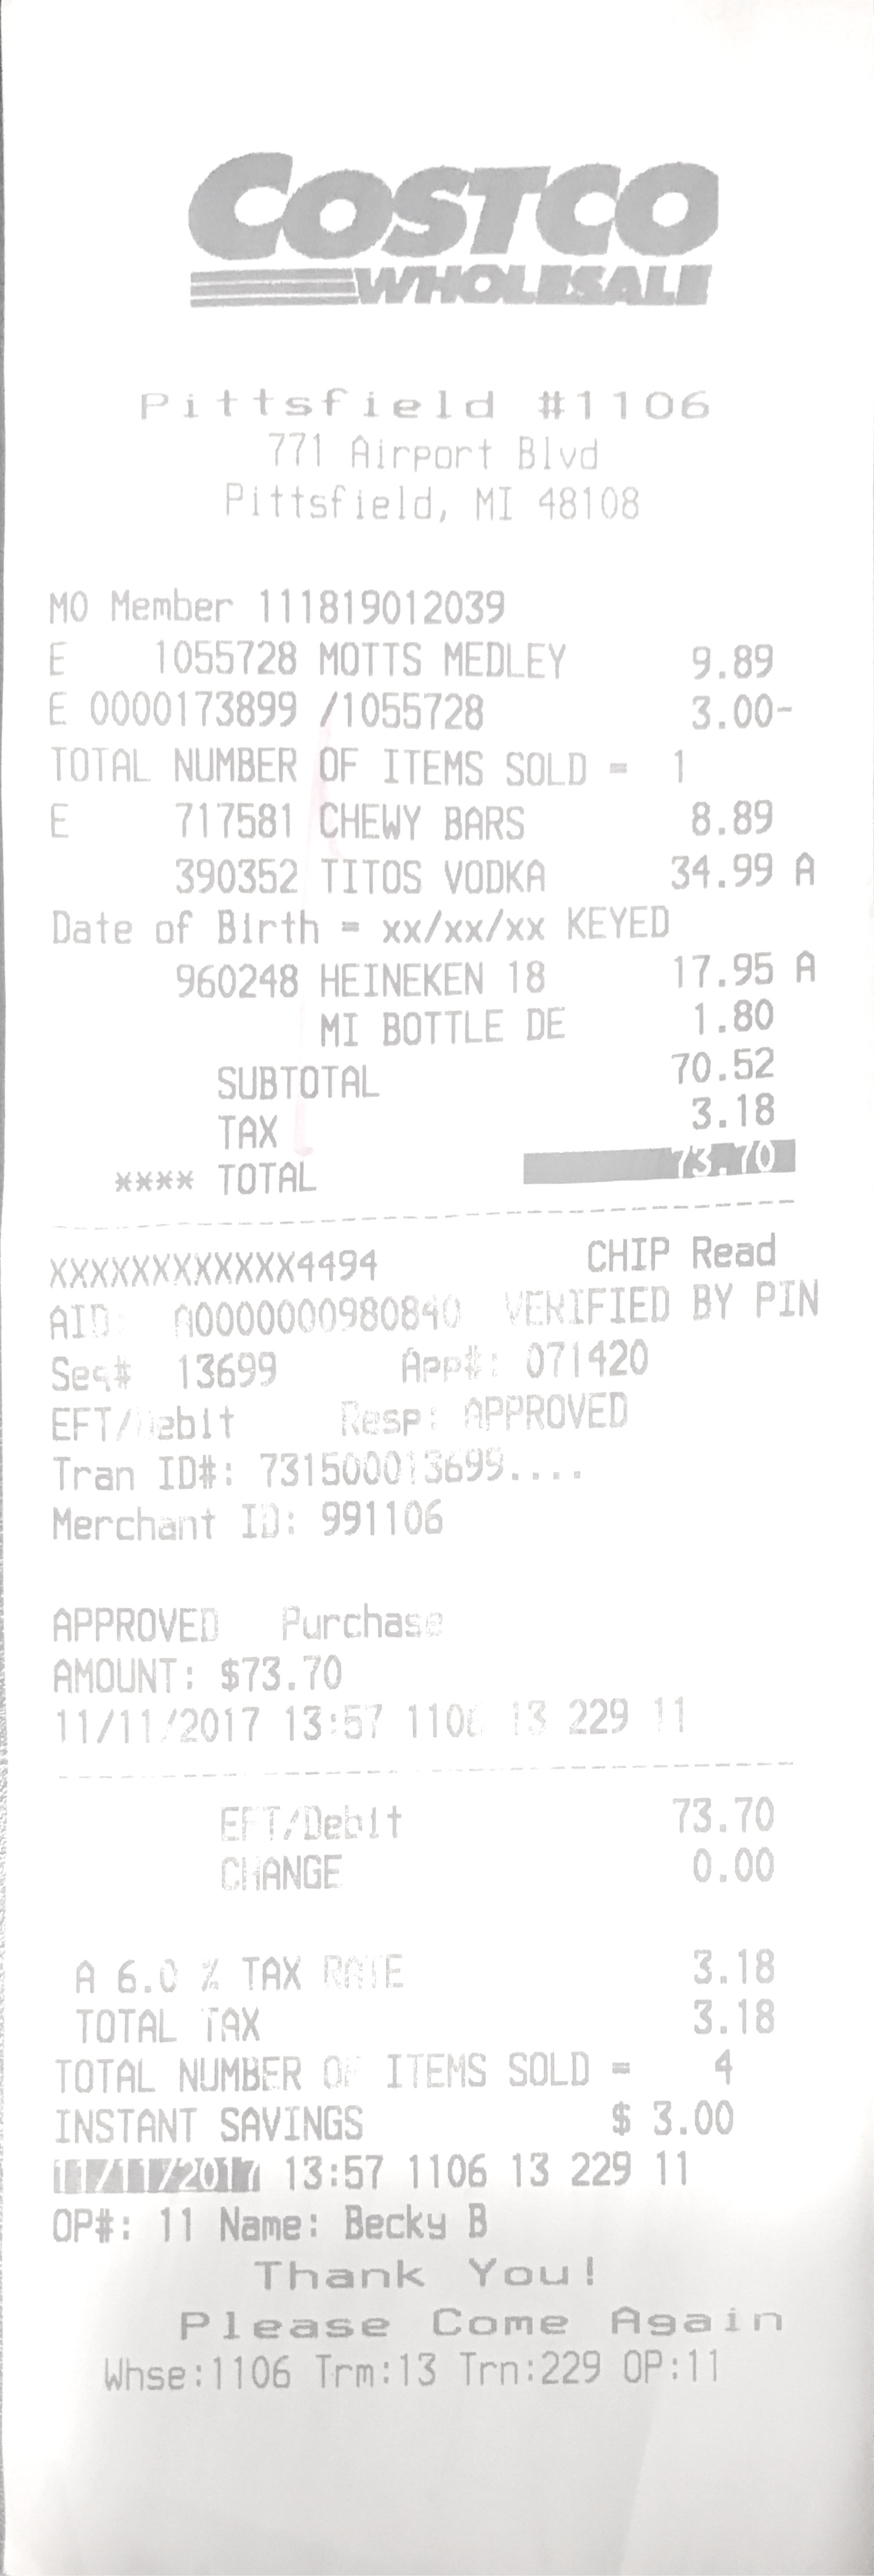 COSTCO
WHOLESALE
Pittsfield #1106
771 Airport Blvd
Pittsfield, MI 48108
MO Member 111819012039
E 1055728 MOTTS MEDLEY 9.89
E 0000173899 /1055728 3.00-
TOTAL NUMBER OF ITEMS SOLD = 1
E 717581 CHEWY BARS 8.89
390352 TITOS VODKA 34.99 A
Date of Birth = xx/xx/xx KEYED
960248 HEINEKEN 18 17.95 A
MI BOTTLE DE 1.80
SUBTOTAL 70.52
TAX 3.18
**** TOTAL 73.70
XXXXXXXXXXXX4494 CHIP Read
AID: A0000000980840 VERIFIED BY PIN
Seq# 13699 App#: 071420
EFT/Debit Resp: APPROVED
Tran ID#: 731500013699....
Merchant ID: 991106
APPROVED Purchase
AMOUNT: $73.70
11/11/2017 13:57 1106 13 229 11
EFT/Debit 73.70
CHANGE 0.00
A 6.0 % TAX RATE 3.18
TOTAL TAX 3.18
TOTAL NUMBER OF ITEMS SOLD = 4
INSTANT SAVINGS $ 3.00
11/11/2017 13:57 1106 13 229 11
OP#: 11 Name: Becky B
Thank You!
Please Come Again
Whse:1106 Trm:13 Trn:229 OP:11